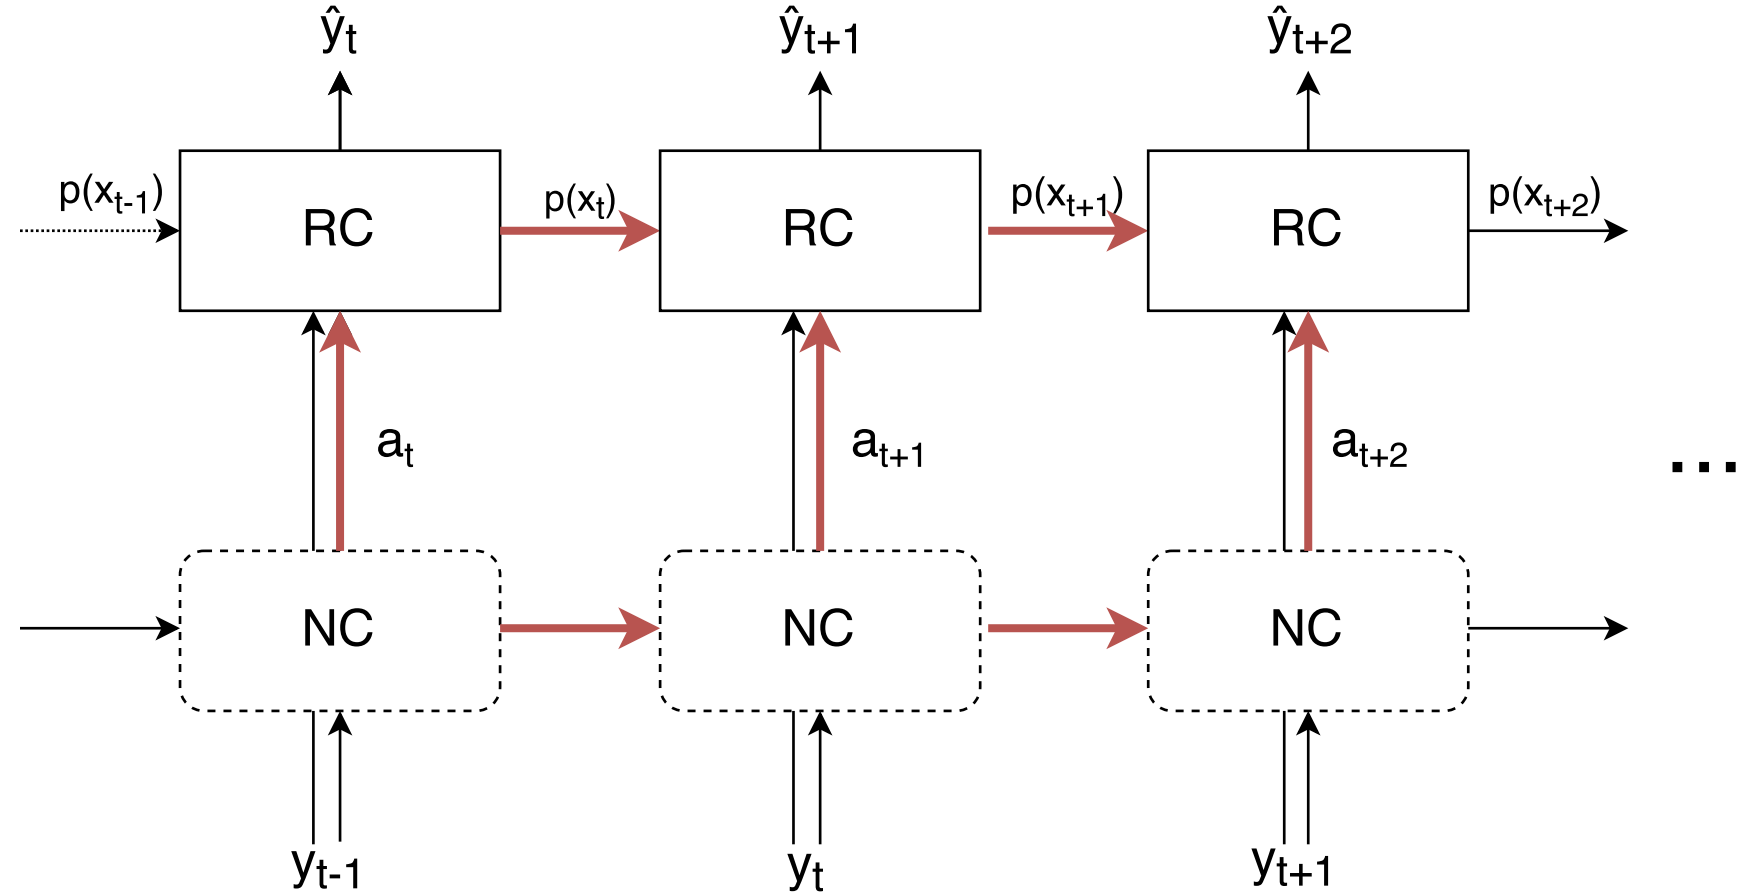 ŷt ŷt+1 ŷt+2
p(xt-1) p(xt) p(xt+1) p(xt+2)
RC RC RC
at at+1 at+2
...
NC NC NC
yt-1 yt yt+1